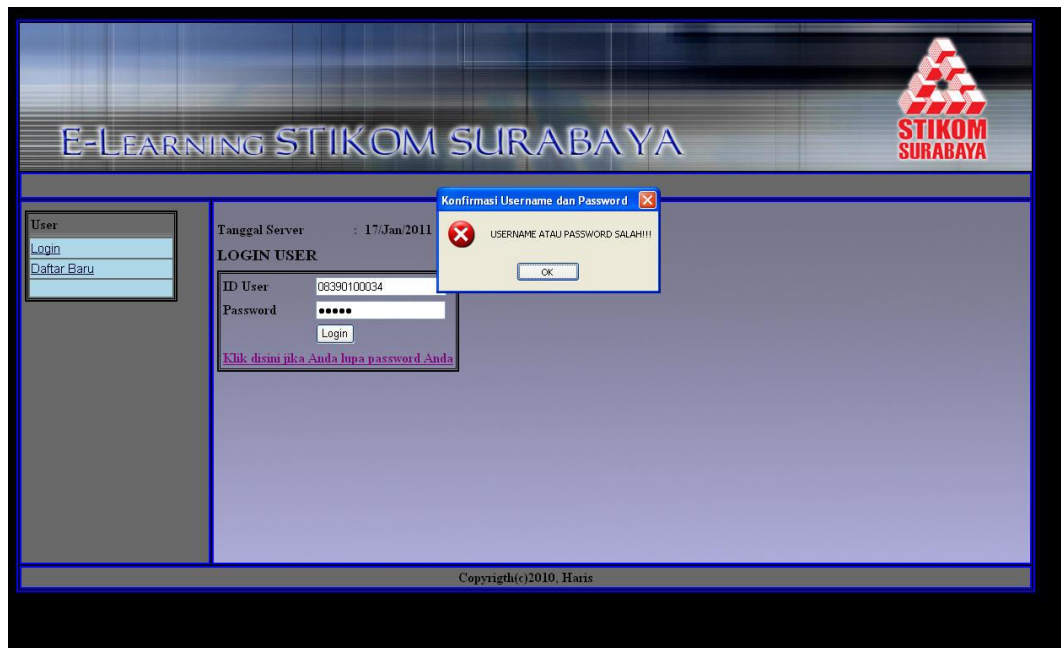 E-LEARNING STIKOM SURABAYA
STIKOM
SURABAYA
Konfirmasi Username dan Password
USERNAME ATAU PASSWORD SALAH!!!
OK
User
Login
Daftar Baru
Tanggal Server : 17/Jan/2011
LOGIN USER
ID User 08390100034
Password •••••
Login
Klik disini jika Anda lupa password Anda
Copyrigth(c)2010, Haris